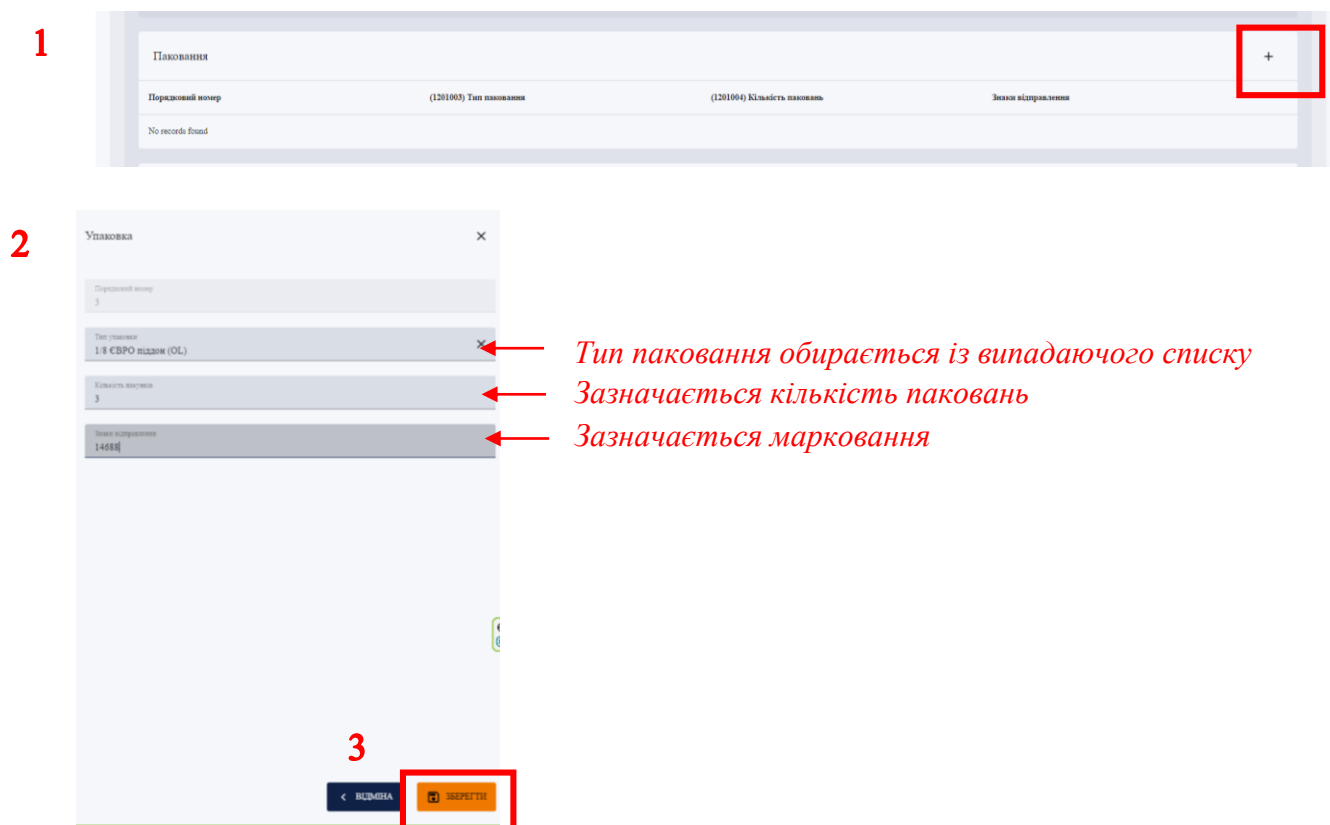 1
Паковання
+
Порядковий номер (1201003) Тип паковання (1201004) Кількість паковань Знаки відправлення
No records found
2
Упаковка
Порядковий номер
3
Тип упаковки
1/8 ЄВРО піддон (OL)
Тип паковання обирається із випадаючого списку
Кількість пакунків
3
Зазначається кількість паковань
Знаки відправлення
14688
Зазначається марковання
3
ВІДМІНА ЗБЕРЕГТИ